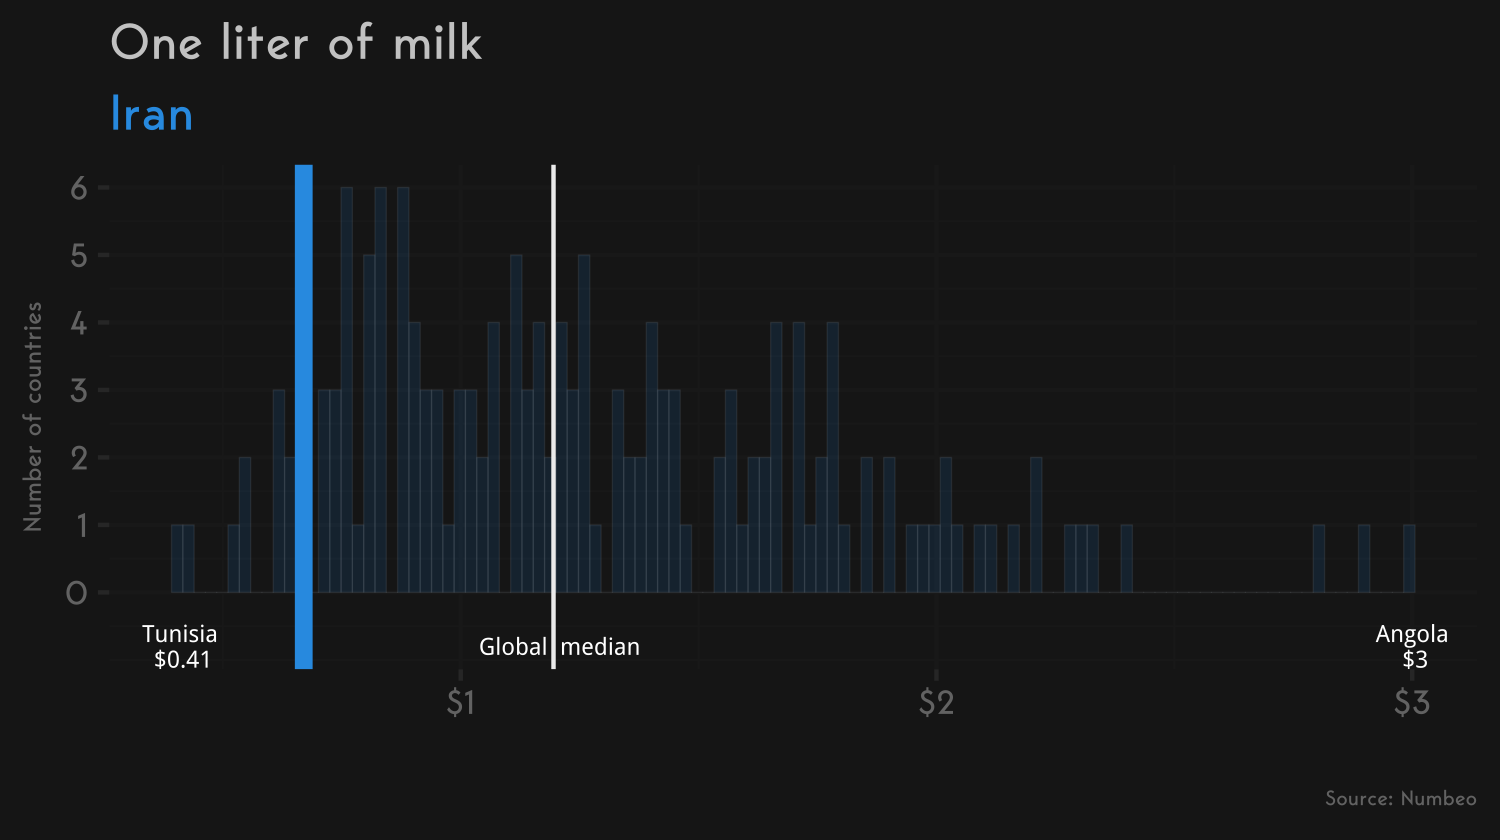 One liter of milk
Iran
Number of countries
6
5
4
3
2
1
0
Tunisia
$0.41
Global median
Angola
$3
$1
$2
$3
Source: Numbeo